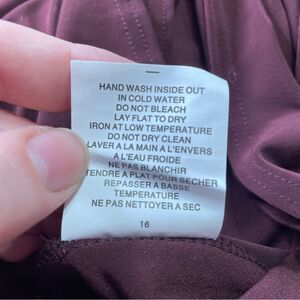 HAND WASH INSIDE OUT
IN COLD WATER
DO NOT BLEACH
LAY FLAT TO DRY
IRON AT LOW TEMPERATURE
DO NOT DRY CLEAN
LAVER A LA MAIN A L'ENVERS
A L'EAU FROIDE
NE PAS BLANCHIR
TENDRE A PLAT POUR SECHER
REPASSER A BASSE
TEMPERATURE
NE PAS NETTOYER A SEC
16